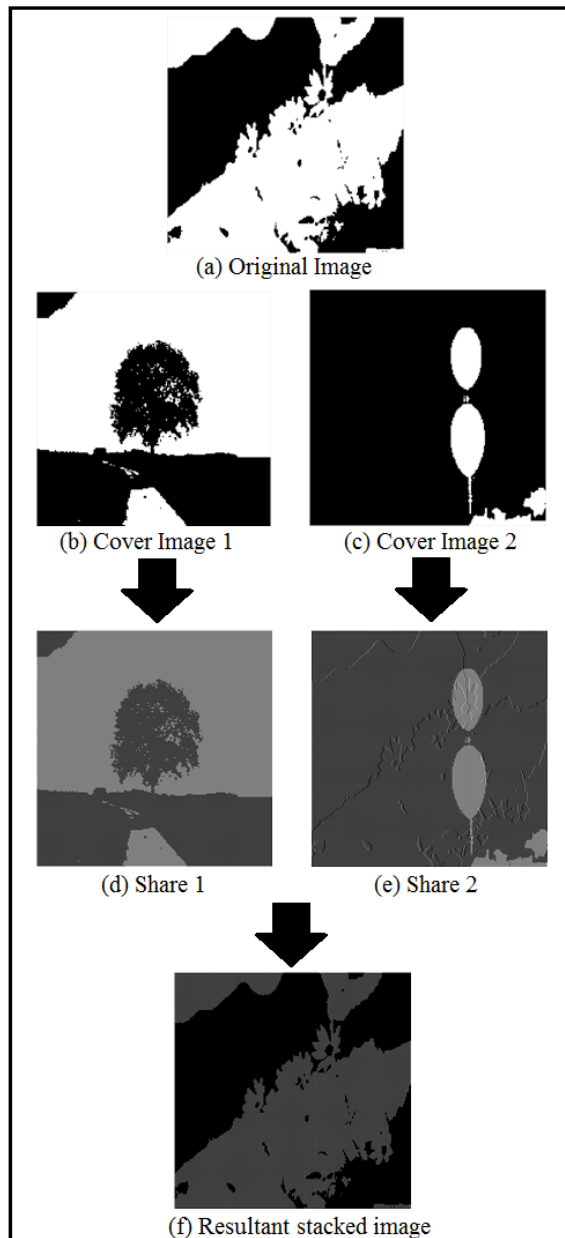 (a) Original Image
(b) Cover Image 1
(c) Cover Image 2
(d) Share 1
(e) Share 2
(f) Resultant stacked image